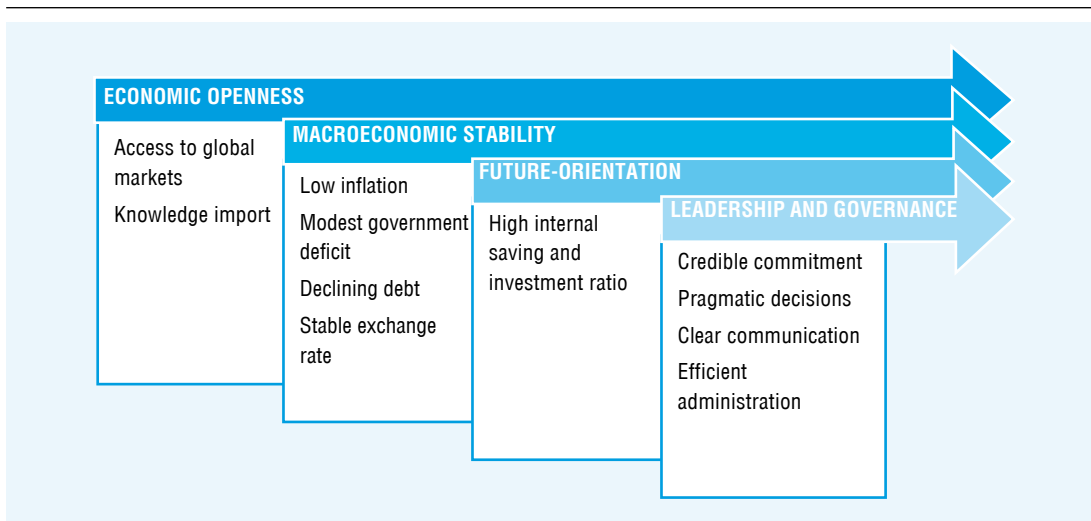 ECONOMIC OPENNESS
Access to global
markets
Knowledge import
MACROECONOMIC STABILITY
Low inflation
Modest government
deficit
Declining debt
Stable exchange
rate
FUTURE-ORIENTATION
High internal
saving and
investment ratio
LEADERSHIP AND GOVERNANCE
Credible commitment
Pragmatic decisions
Clear communication
Efficient
administration